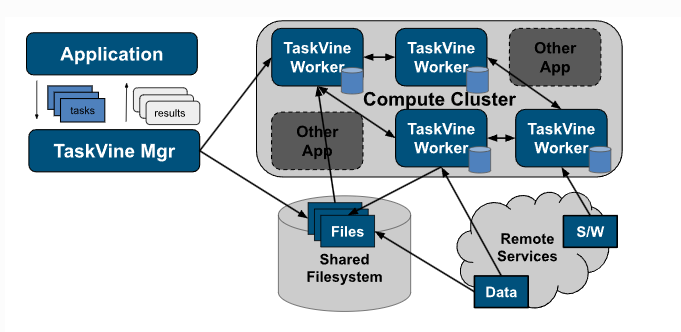 Application
tasks
results
TaskVine Mgr
TaskVine
Worker
TaskVine
Worker
Other
App
Compute Cluster
Other
App
TaskVine
Worker
TaskVine
Worker
Files
Shared
Filesystem
Remote
Services
S/W
Data